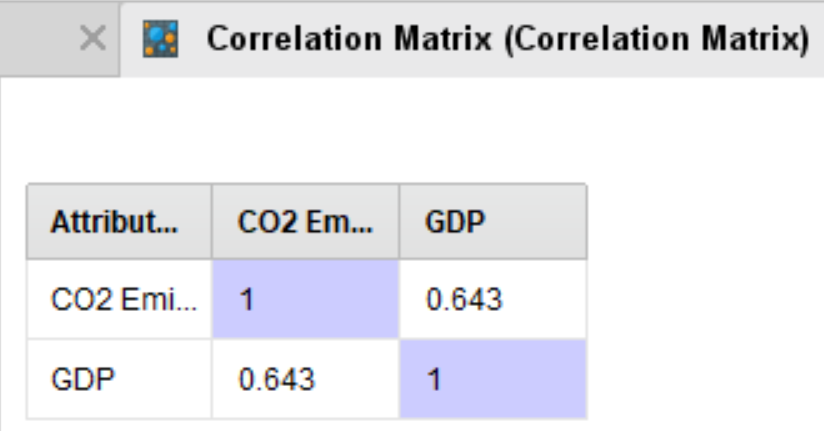 Correlation Matrix (Correlation Matrix)
Attribut... CO2 Em... GDP
CO2 Emi... 1 0.643
GDP 0.643 1